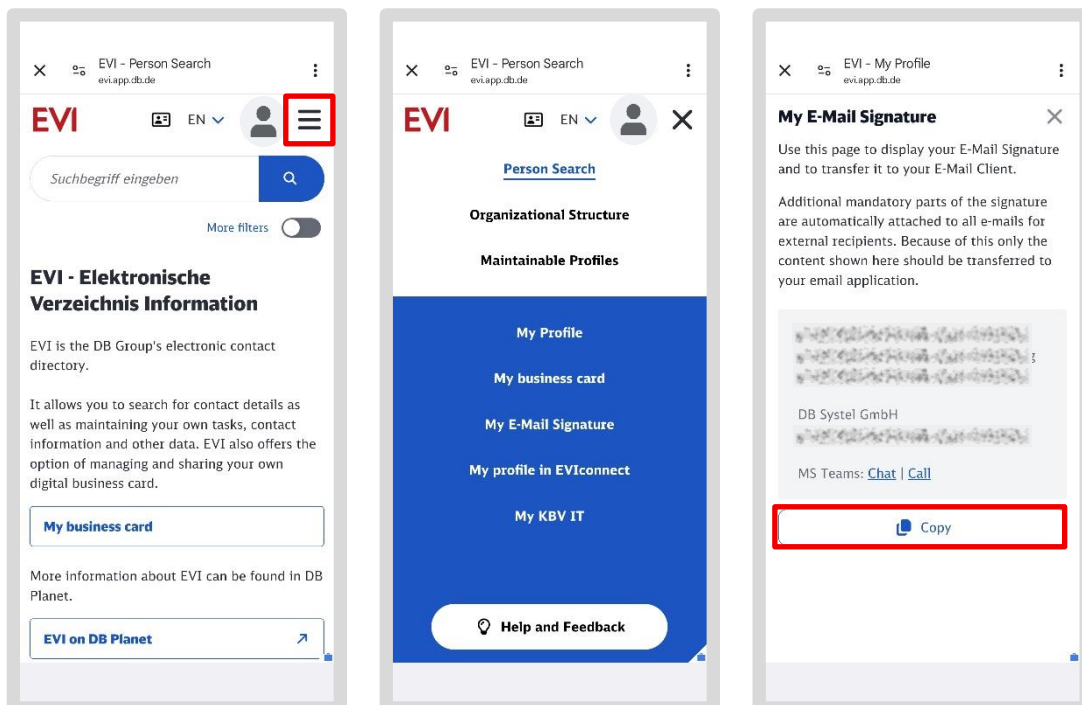 EVI - Person Search
evi.app.db.de
EVI
EN
Suchbegriff eingeben
More filters
EVI - Elektronische
Verzeichnis Information
EVI is the DB Group's electronic contact
directory.
It allows you to search for contact details as
well as maintaining your own tasks, contact
information and other data. EVI also offers the
option of managing and sharing your own
digital business card.
My business card
More information about EVI can be found in DB
Planet.
EVI on DB Planet
EVI - Person Search
evi.app.db.de
EVI
EN
Person Search
Organizational Structure
Maintainable Profiles
My Profile
My business card
My E-Mail Signature
My profile in EVIconnect
My KBV IT
Help and Feedback
EVI - My Profile
evi.app.db.de
My E-Mail Signature
Use this page to display your E-Mail Signature
and to transfer it to your E-Mail Client.
Additional mandatory parts of the signature
are automatically attached to all e-mails for
external recipients. Because of this only the
content shown here should be transferred to
your email application.
DB Systel GmbH
MS Teams: Chat | Call
Copy